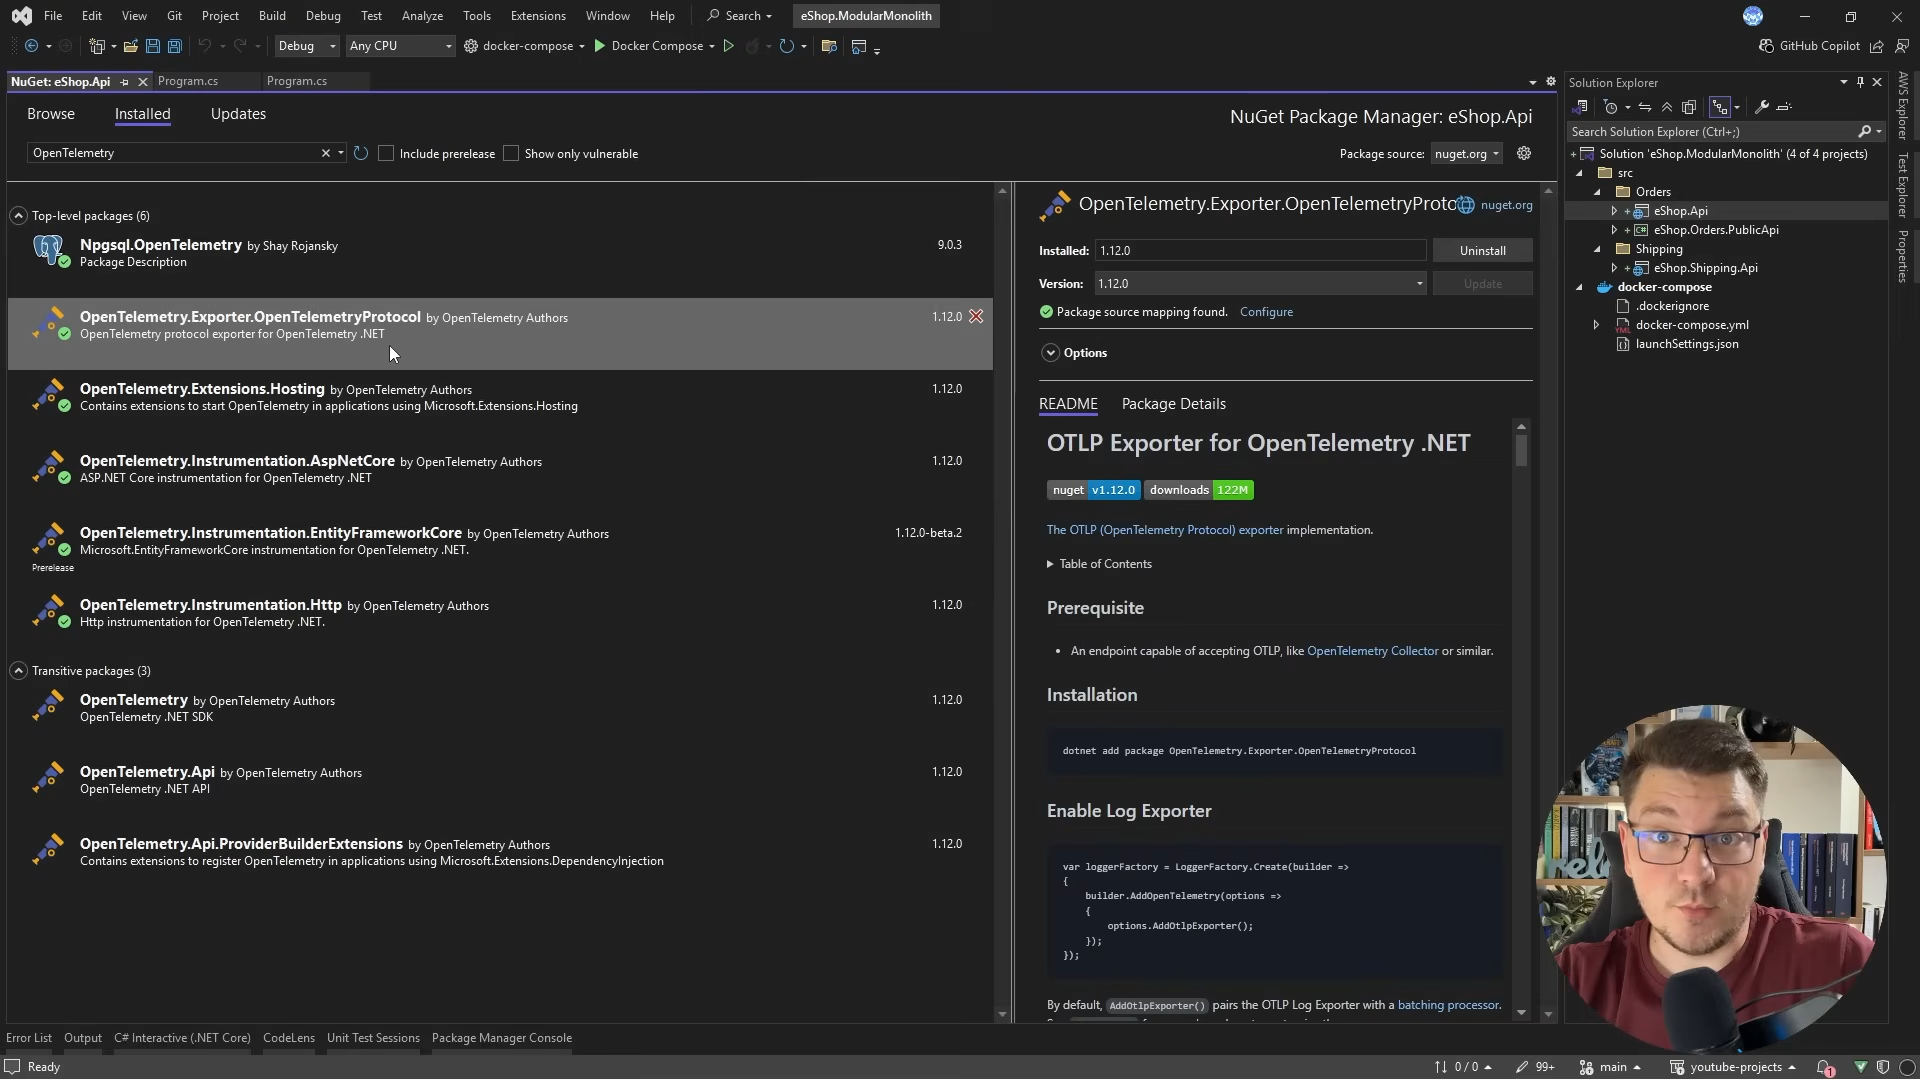 File Edit View Git Project Build Debug Test Analyze Tools Extensions Window Help Search eShop.ModularMonolith
Debug Any CPU docker-compose Docker Compose GitHub Copilot
NuGet: eShop.Api Program.cs Program.cs
Browse Installed Updates
NuGet Package Manager: eShop.Api
OpenTelemetry Include prerelease Show only vulnerable
Package source: nuget.org
Top-level packages (6)
Npgsql.OpenTelemetry by Shay Rojansky 9.0.3
Package Description
OpenTelemetry.Exporter.OpenTelemetryProtocol by OpenTelemetry Authors 1.12.0
OpenTelemetry protocol exporter for OpenTelemetry .NET
OpenTelemetry.Extensions.Hosting by OpenTelemetry Authors 1.12.0
Contains extensions to start OpenTelemetry in applications using Microsoft.Extensions.Hosting
OpenTelemetry.Instrumentation.AspNetCore by OpenTelemetry Authors 1.12.0
ASP.NET Core instrumentation for OpenTelemetry .NET
OpenTelemetry.Instrumentation.EntityFrameworkCore by OpenTelemetry Authors 1.12.0-beta.2
Microsoft.EntityFrameworkCore instrumentation for OpenTelemetry .NET.
Prerelease
OpenTelemetry.Instrumentation.Http by OpenTelemetry Authors 1.12.0
Http instrumentation for OpenTelemetry .NET.
Transitive packages (3)
OpenTelemetry by OpenTelemetry Authors 1.12.0
OpenTelemetry .NET SDK
OpenTelemetry.Api by OpenTelemetry Authors 1.12.0
OpenTelemetry .NET API
OpenTelemetry.Api.ProviderBuilderExtensions by OpenTelemetry Authors 1.12.0
Contains extensions to register OpenTelemetry in applications using Microsoft.Extensions.DependencyInjection
OpenTelemetry.Exporter.OpenTelemetryProto nuget.org
Installed: 1.12.0 Uninstall
Version: 1.12.0 Update
Package source mapping found. Configure
Options
README Package Details
OTLP Exporter for OpenTelemetry .NET
nuget v1.12.0 downloads 122M
The OTLP (OpenTelemetry Protocol) exporter implementation.
Table of Contents
Prerequisite
• An endpoint capable of accepting OTLP, like OpenTelemetry Collector or similar.
Installation
dotnet add package OpenTelemetry.Exporter.OpenTelemetryProtocol
Enable Log Exporter
var loggerFactory = LoggerFactory.Create(builder =>
{
builder.AddOpenTelemetry(options =>
{
options.AddOtlpExporter();
});
});
By default, AddOtlpExporter() pairs the OTLP Log Exporter with a batching processor.
Solution Explorer
Search Solution Explorer (Ctrl+;)
Solution 'eShop.ModularMonolith' (4 of 4 projects)
src
Orders
eShop.Api
C# eShop.Orders.PublicApi
Shipping
eShop.Shipping.Api
docker-compose
.dockerignore
YML docker-compose.yml
launchSettings.json
AWS Explorer
Test Explorer
Properties
Error List Output C# Interactive (.NET Core) CodeLens Unit Test Sessions Package Manager Console
Ready 0 / 0 99+ main youtube-projects 1